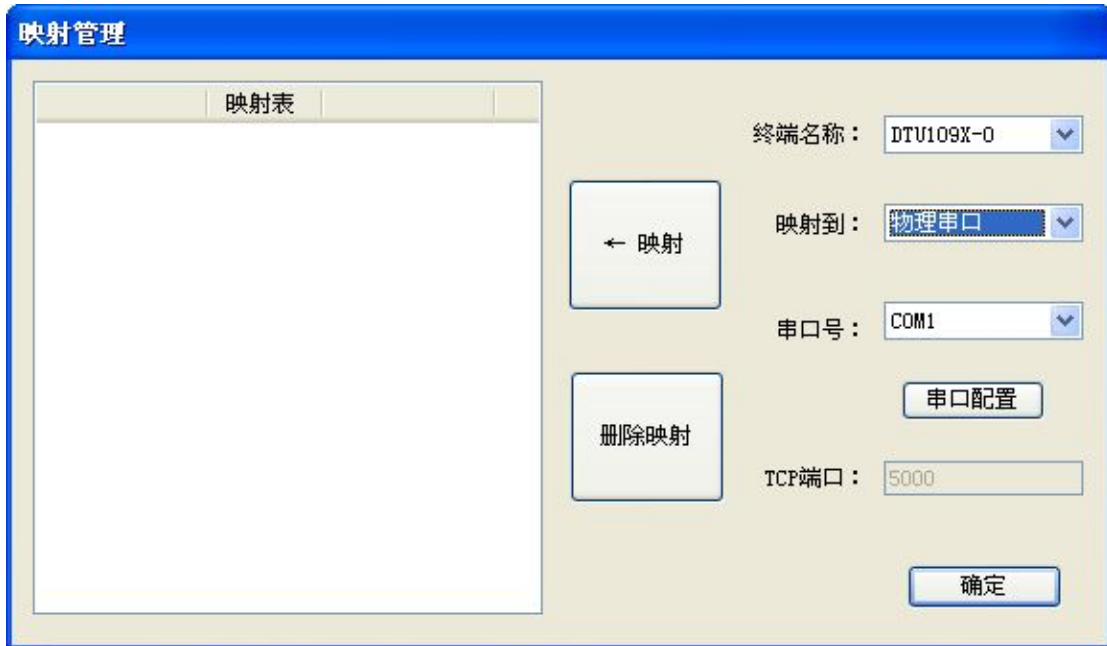 映射管理
映射表
终端名称：
DTU109X-0
← 映射
映射到：
物理串口
串口号：
COM1
串口配置
删除映射
TCP端口：
5000
确定